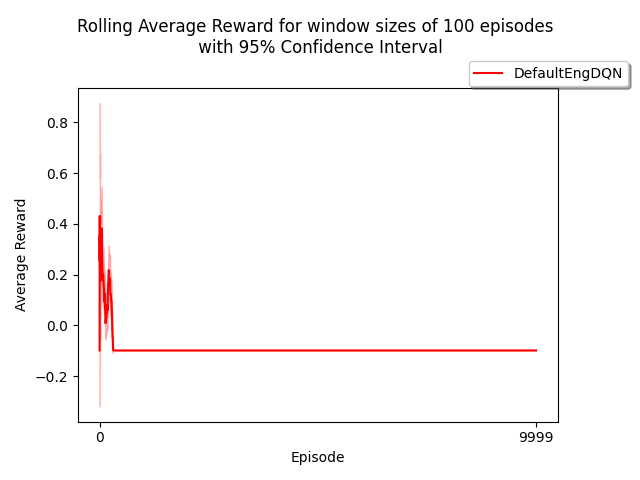 Rolling Average Reward for window sizes of 100 episodes
with 95% Confidence Interval
DefaultEngDQN
0.8
0.6
0.4
0.2
0.0
−0.2
Average Reward
0
9999
Episode